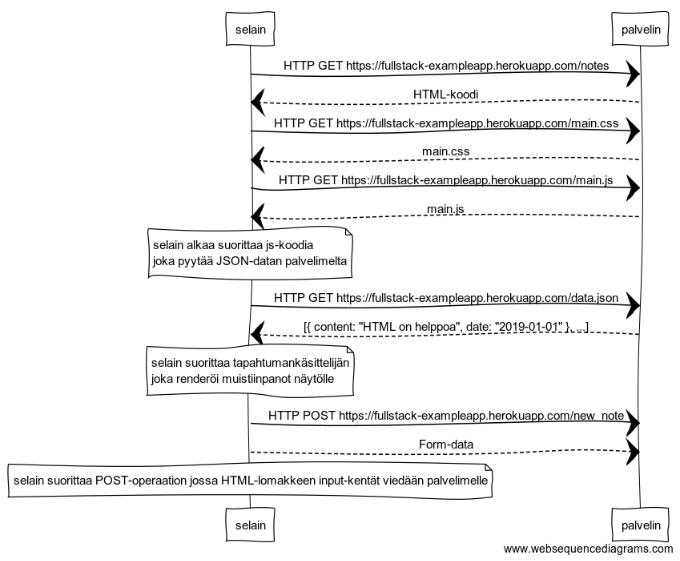 selain palvelin
HTTP GET https://fullstack-exampleapp.herokuapp.com/notes
HTML-koodi
HTTP GET https://fullstack-exampleapp.herokuapp.com/main.css
main.css
HTTP GET https://fullstack-exampleapp.herokuapp.com/main.js
main.js
selain alkaa suorittaa js-koodia
joka pyytää JSON-datan palvelimelta
HTTP GET https://fullstack-exampleapp.herokuapp.com/data.json
[{ content: "HTML on helppoa", date: "2019-01-01" }, ...]
selain suorittaa tapahtumankäsittelijän
joka renderöi muistiinpanot näytölle
HTTP POST https://fullstack-exampleapp.herokuapp.com/new_note
Form-data
selain suorittaa POST-operaation jossa HTML-lomakkeen input-kentät viedään palvelimelle
selain palvelin
www.websequencediagrams.com